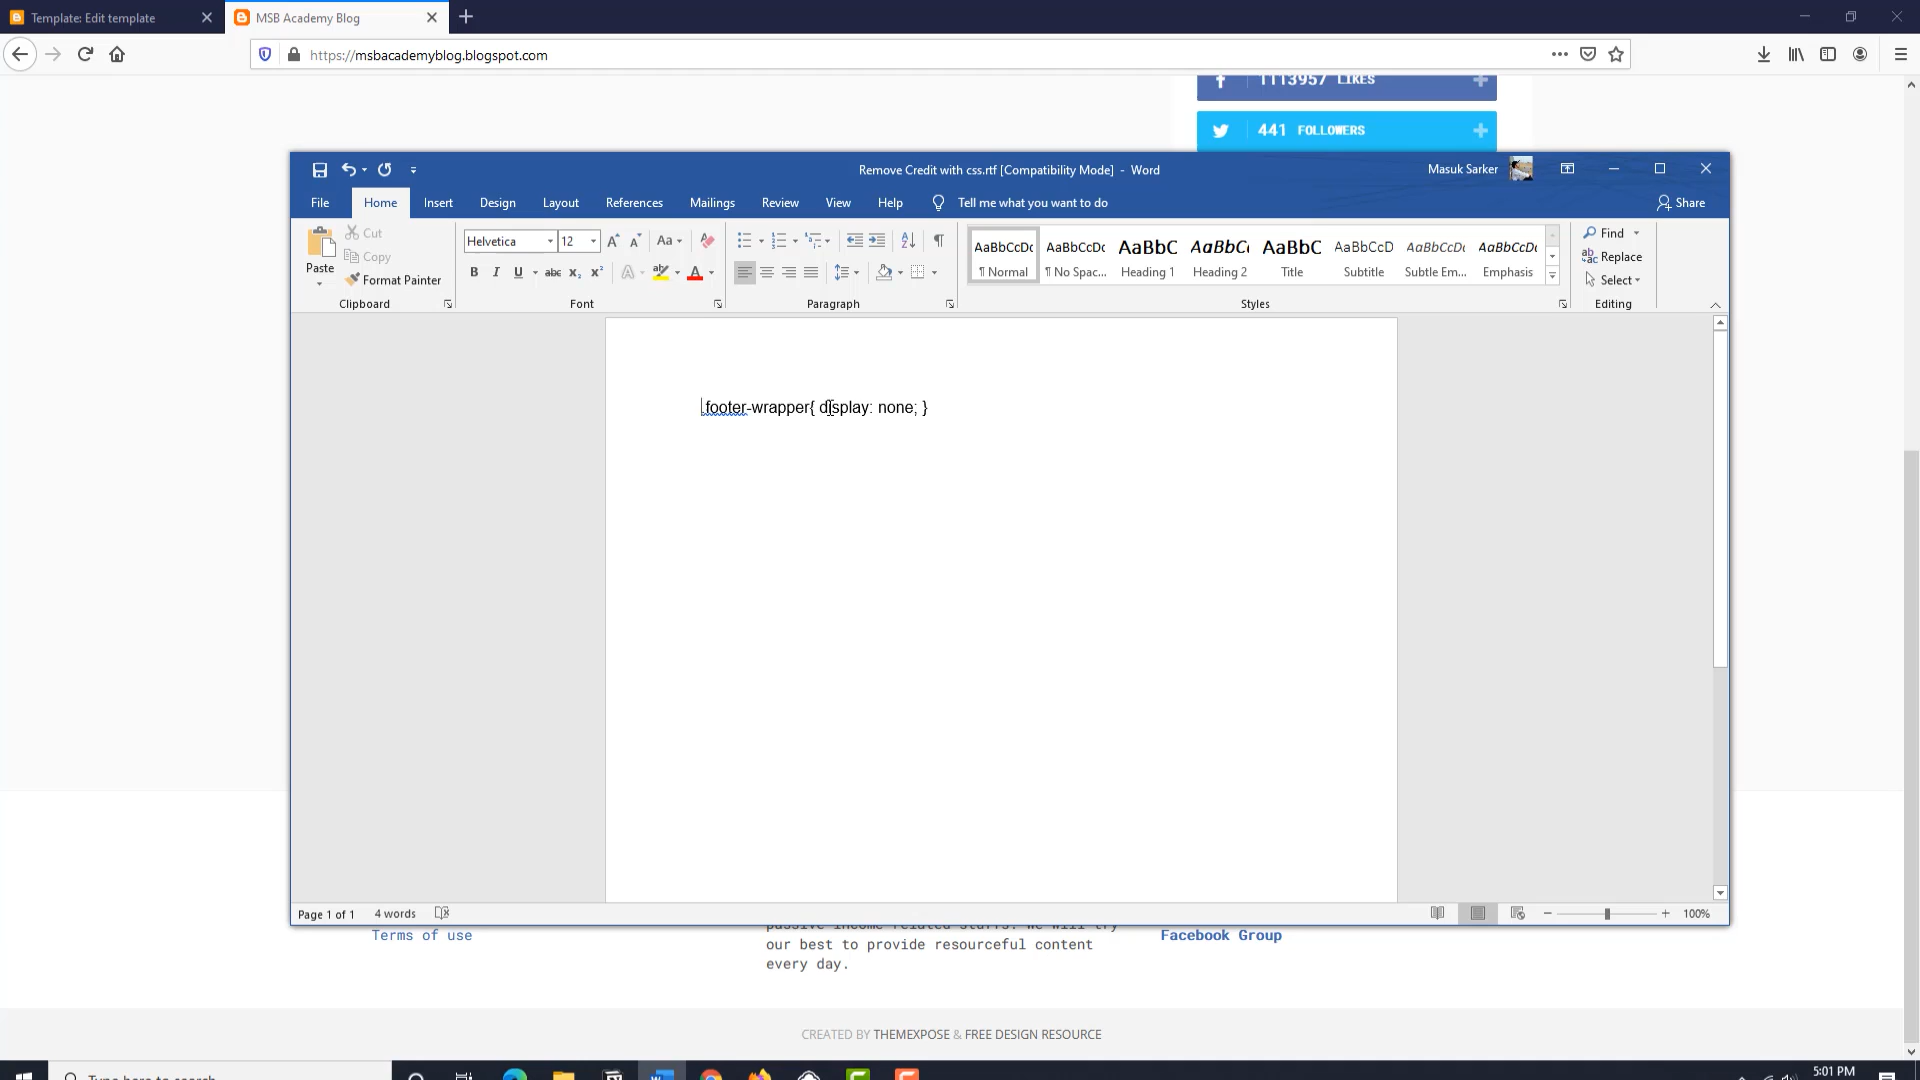 Template: Edit template
MSB Academy Blog
https://msbacademyblog.blogspot.com
1113957 LIKES
441 FOLLOWERS
Remove Credit with css.rtf [Compatibility Mode] - Word
Masuk Sarker
File Home Insert Design Layout References Mailings Review View Help Tell me what you want to do
Share
Paste
Cut
Copy
Format Painter
Clipboard
Helvetica 12
Font
Paragraph
AaBbCcDc AaBbCcDc AaBbC AaBbCc AaBbC AaBbCcD AaBbCcDc AaBbCcDc
¶ Normal ¶ No Spac... Heading 1 Heading 2 Title Subtitle Subtle Em... Emphasis
Styles
Find
Replace
Select
Editing
.footer-wrapper{ display: none; }
Page 1 of 1 4 words
100%
Terms of use
our best to provide resourceful content
every day.
Facebook Group
CREATED BY THEMEXPOSE & FREE DESIGN RESOURCE
5:01 PM